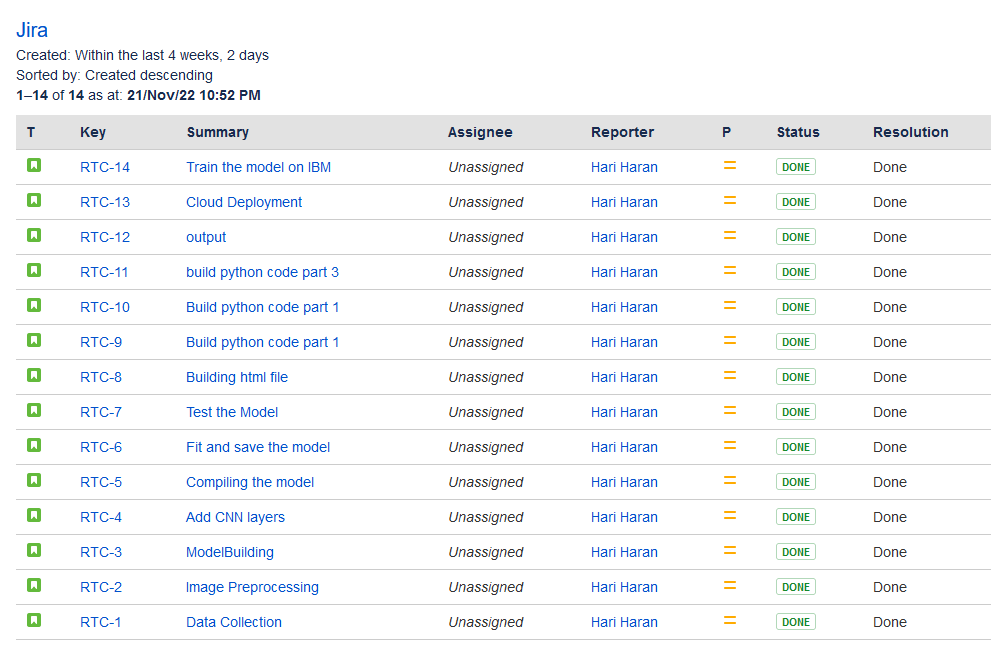 Jira
Created: Within the last 4 weeks, 2 days
Sorted by: Created descending
1–14 of 14 as at: 21/Nov/22 10:52 PM
T Key Summary Assignee Reporter P Status Resolution
RTC-14 Train the model on IBM Unassigned Hari Haran DONE Done
RTC-13 Cloud Deployment Unassigned Hari Haran DONE Done
RTC-12 output Unassigned Hari Haran DONE Done
RTC-11 build python code part 3 Unassigned Hari Haran DONE Done
RTC-10 Build python code part 1 Unassigned Hari Haran DONE Done
RTC-9 Build python code part 1 Unassigned Hari Haran DONE Done
RTC-8 Building html file Unassigned Hari Haran DONE Done
RTC-7 Test the Model Unassigned Hari Haran DONE Done
RTC-6 Fit and save the model Unassigned Hari Haran DONE Done
RTC-5 Compiling the model Unassigned Hari Haran DONE Done
RTC-4 Add CNN layers Unassigned Hari Haran DONE Done
RTC-3 ModelBuilding Unassigned Hari Haran DONE Done
RTC-2 Image Preprocessing Unassigned Hari Haran DONE Done
RTC-1 Data Collection Unassigned Hari Haran DONE Done